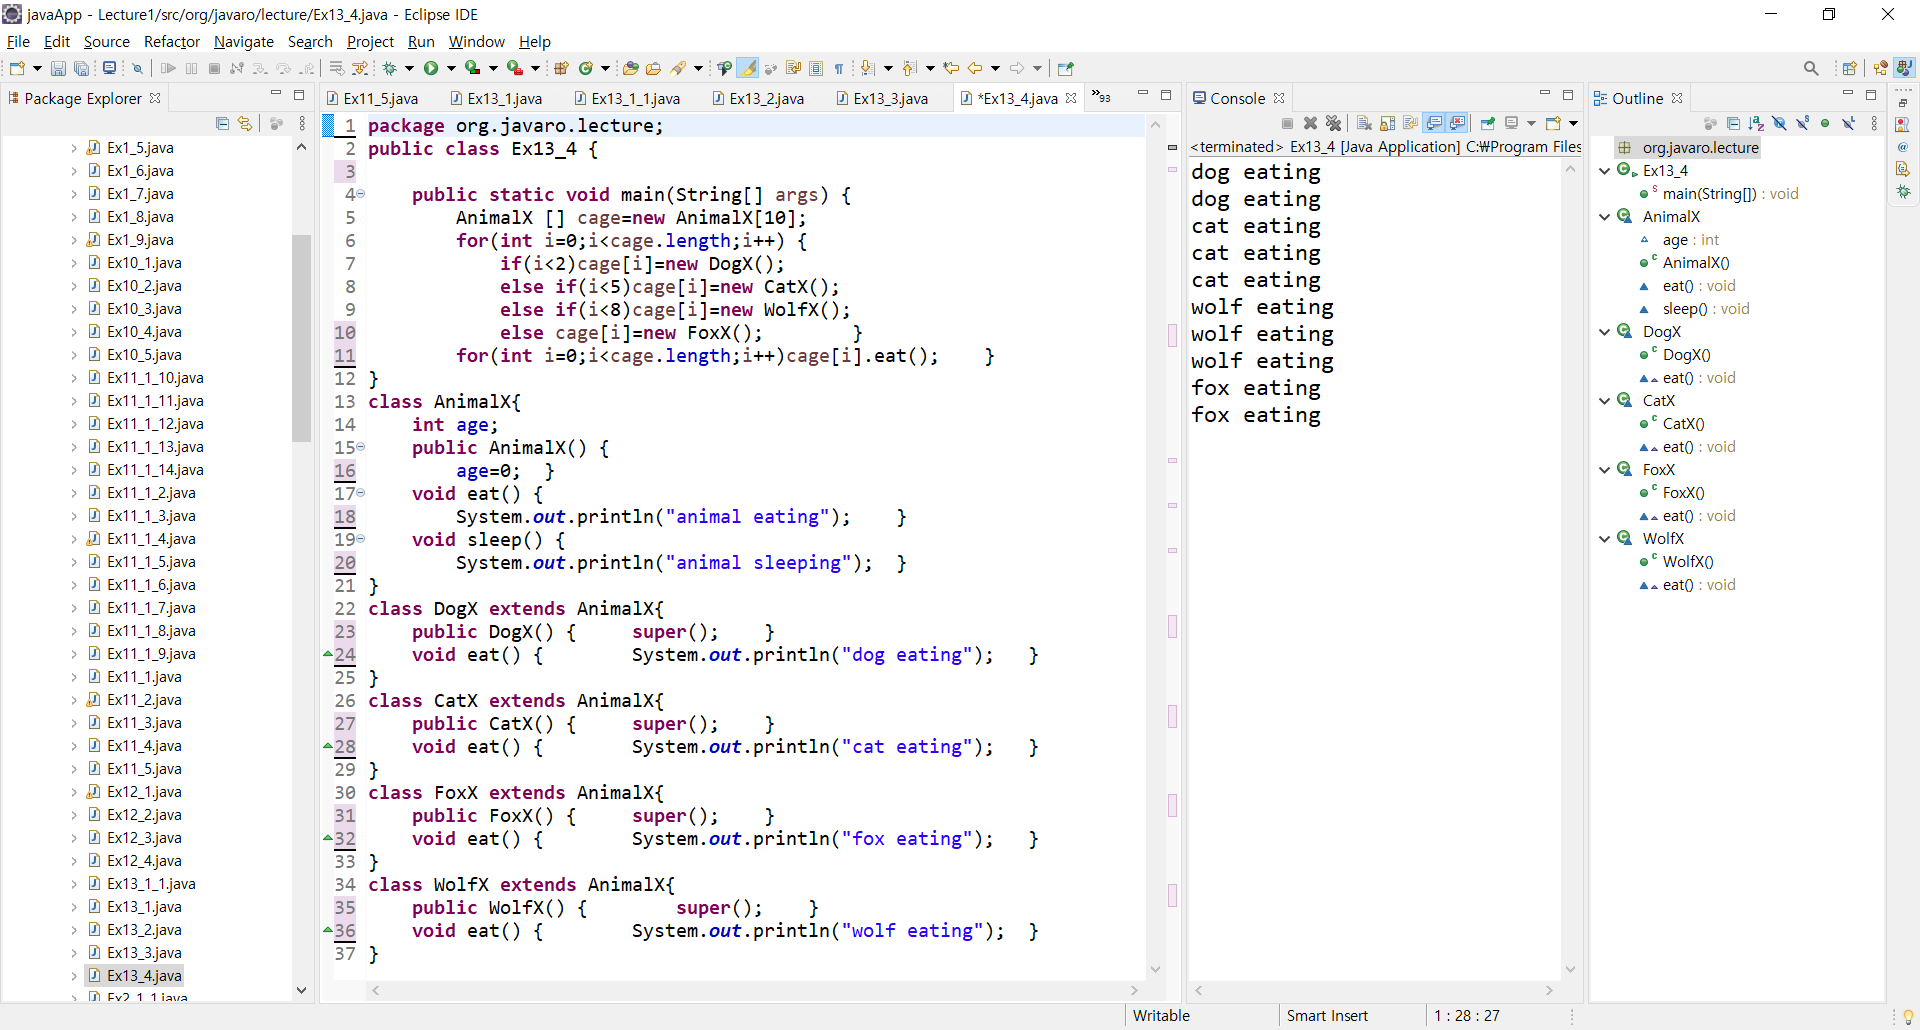 javaApp - Lecture1/src/org/javaro/lecture/Ex13_4.java - Eclipse IDE
File Edit Source Refactor Navigate Search Project Run Window Help
Package Explorer
Ex1_5.java
Ex1_6.java
Ex1_7.java
Ex1_8.java
Ex1_9.java
Ex10_1.java
Ex10_2.java
Ex10_3.java
Ex10_4.java
Ex10_5.java
Ex11_1_10.java
Ex11_1_11.java
Ex11_1_12.java
Ex11_1_13.java
Ex11_1_14.java
Ex11_1_2.java
Ex11_1_3.java
Ex11_1_4.java
Ex11_1_5.java
Ex11_1_6.java
Ex11_1_7.java
Ex11_1_8.java
Ex11_1_9.java
Ex11_1.java
Ex11_2.java
Ex11_3.java
Ex11_4.java
Ex11_5.java
Ex12_1.java
Ex12_2.java
Ex12_3.java
Ex12_4.java
Ex13_1_1.java
Ex13_1.java
Ex13_2.java
Ex13_3.java
Ex13_4.java
Ex2_1_1.java
Ex11_5.java Ex13_1.java Ex13_1_1.java Ex13_2.java Ex13_3.java *Ex13_4.java »93
1 package org.javaro.lecture;
2 public class Ex13_4 {
3
4     public static void main(String[] args) {
5         AnimalX [] cage=new AnimalX[10];
6         for(int i=0;i<cage.length;i++) {
7             if(i<2)cage[i]=new DogX();
8             else if(i<5)cage[i]=new CatX();
9             else if(i<8)cage[i]=new WolfX();
10             else cage[i]=new FoxX();        }
11         for(int i=0;i<cage.length;i++)cage[i].eat();    }
12 }
13 class AnimalX{
14     int age;
15     public AnimalX() {
16         age=0;  }
17     void eat() {
18         System.out.println("animal eating");    }
19     void sleep() {
20         System.out.println("animal sleeping");  }
21 }
22 class DogX extends AnimalX{
23     public DogX() {     super();    }
24     void eat() {        System.out.println("dog eating");   }
25 }
26 class CatX extends AnimalX{
27     public CatX() {     super();    }
28     void eat() {        System.out.println("cat eating");   }
29 }
30 class FoxX extends AnimalX{
31     public FoxX() {     super();    }
32     void eat() {        System.out.println("fox eating");   }
33 }
34 class WolfX extends AnimalX{
35     public WolfX() {        super();    }
36     void eat() {        System.out.println("wolf eating");  }
37 }
Console
<terminated> Ex13_4 [Java Application] C:₩Program Files
dog eating
dog eating
cat eating
cat eating
cat eating
wolf eating
wolf eating
wolf eating
fox eating
fox eating
Outline
org.javaro.lecture
Ex13_4
main(String[]) : void
AnimalX
age : int
AnimalX()
eat() : void
sleep() : void
DogX
DogX()
eat() : void
CatX
CatX()
eat() : void
FoxX
FoxX()
eat() : void
WolfX
WolfX()
eat() : void
Writable Smart Insert 1 : 28 : 27